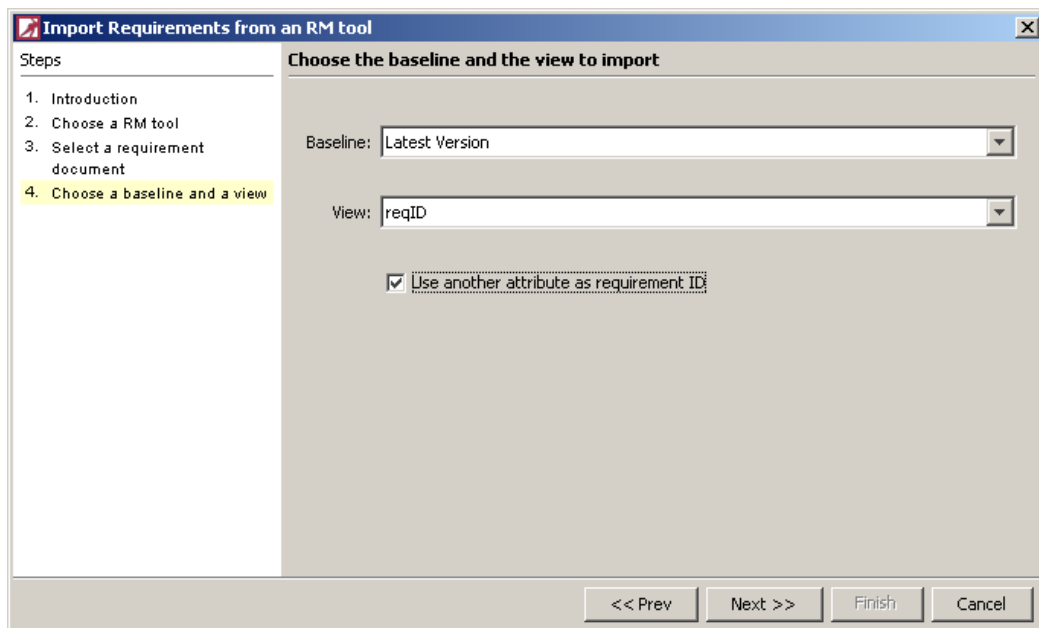 Import Requirements from an RM tool
Steps
1. Introduction
2. Choose a RM tool
3. Select a requirement
document
4. Choose a baseline and a view
Choose the baseline and the view to import
Baseline: Latest Version
View: reqID
Use another attribute as requirement ID
<< Prev
Next >>
Finish
Cancel